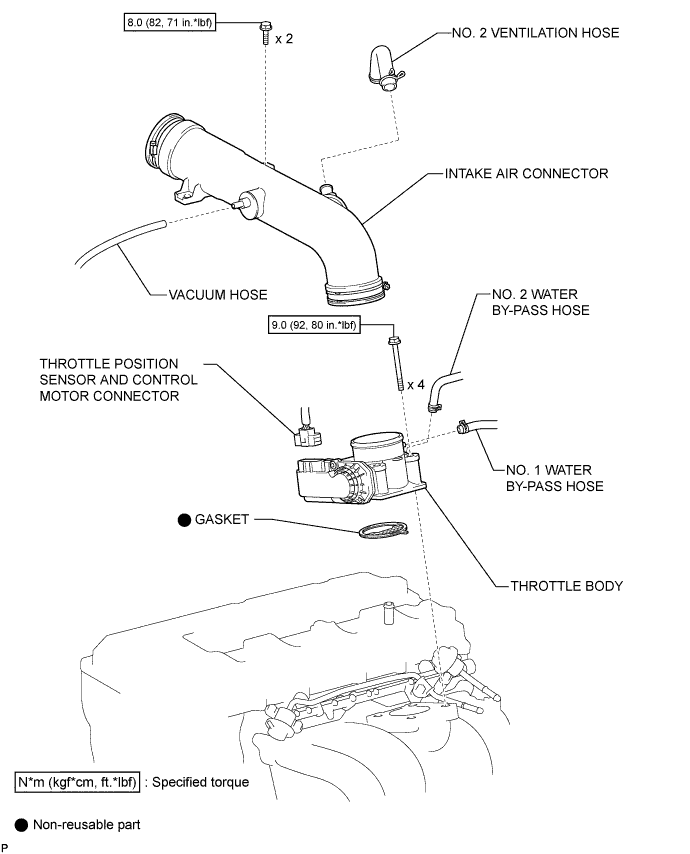 8.0 (82, 71 in.*lbf)
x 2
NO. 2 VENTILATION HOSE
INTAKE AIR CONNECTOR
VACUUM HOSE
NO. 2 WATER
BY-PASS HOSE
9.0 (92, 80 in.*lbf)
x 4
THROTTLE POSITION
SENSOR AND CONTROL
MOTOR CONNECTOR
NO. 1 WATER
BY-PASS HOSE
GASKET
THROTTLE BODY
N*m (kgf*cm, ft.*lbf) : Specified torque
Non-reusable part
P